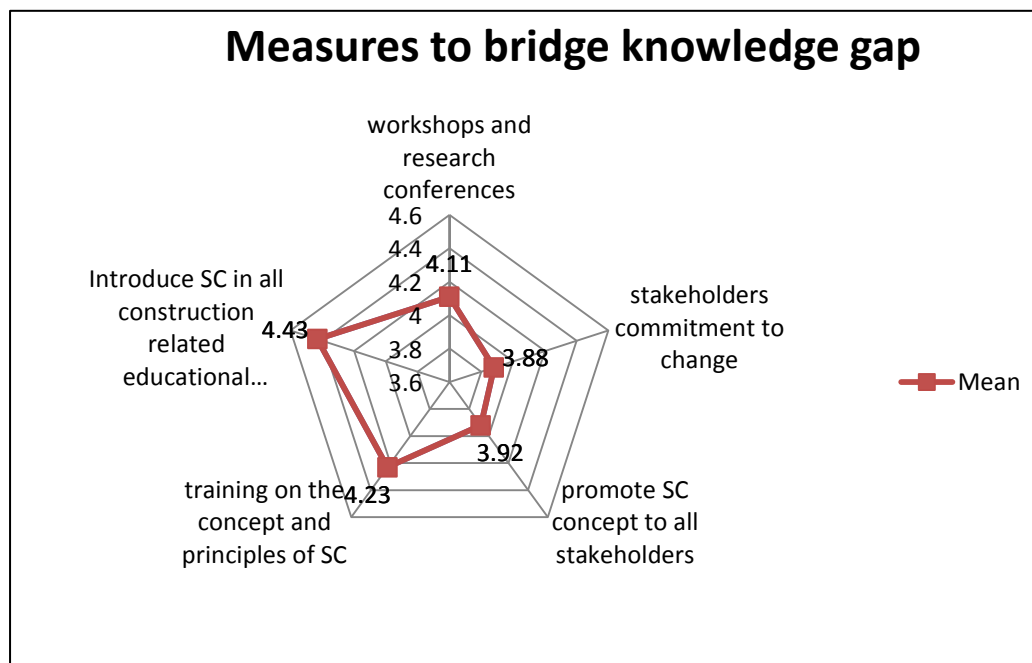 Measures to bridge knowledge gap
workshops and
research
conferences
4.6
4.4
4.2
4
3.8
3.6
4.11
stakeholders
commitment to
change
3.88
promote SC
concept to all
stakeholders
3.92
training on the
concept and
principles of SC
4.23
Introduce SC in all
construction
related
educational...
4.43
Mean